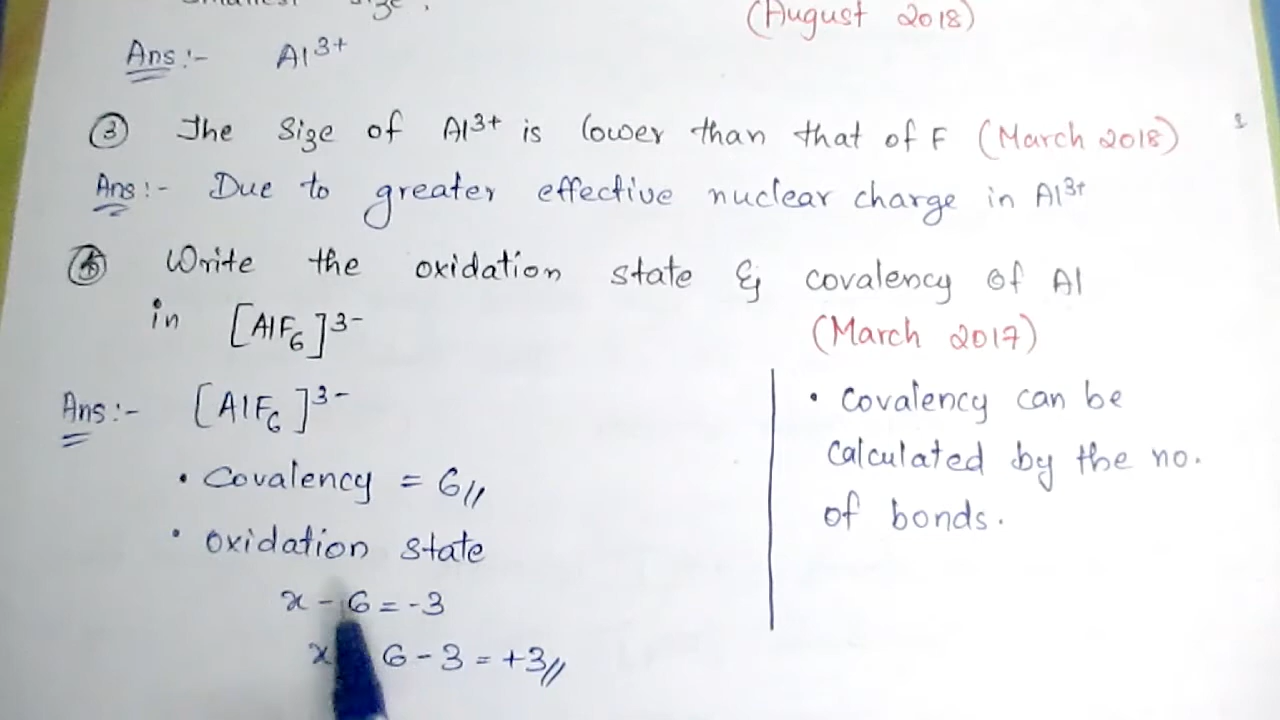 Smallest size.
(August 2018)
Ans:- Al³⁺
③ The size of Al³⁺ is lower than that of F (March 2018)
Ans:- Due to greater effective nuclear charge in Al³⁺
Write the oxidation state & covalency of Al
in [AlF₆]³⁻ (March 2017)
Ans:- [AlF₆]³⁻
• Covalency = 6//
• oxidation state
x - 6 = -3
x 6 - 3 = +3//
• Covalency can be
calculated by the no.
of bonds.